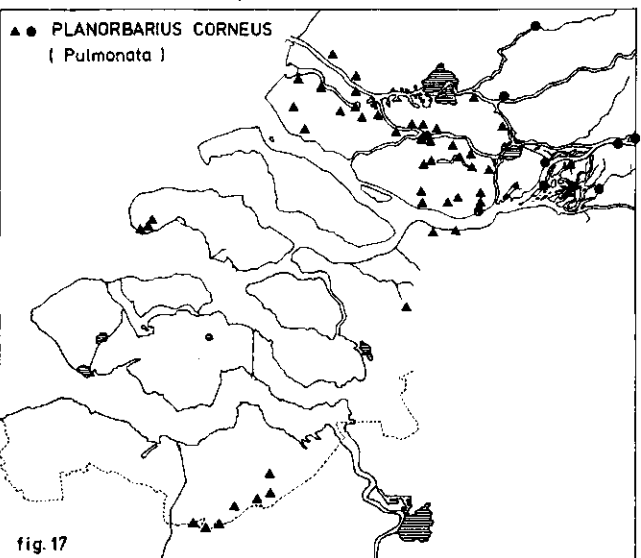 ▲ ● PLANORBARIUS CORNEUS
( Pulmonata )
fig. 17